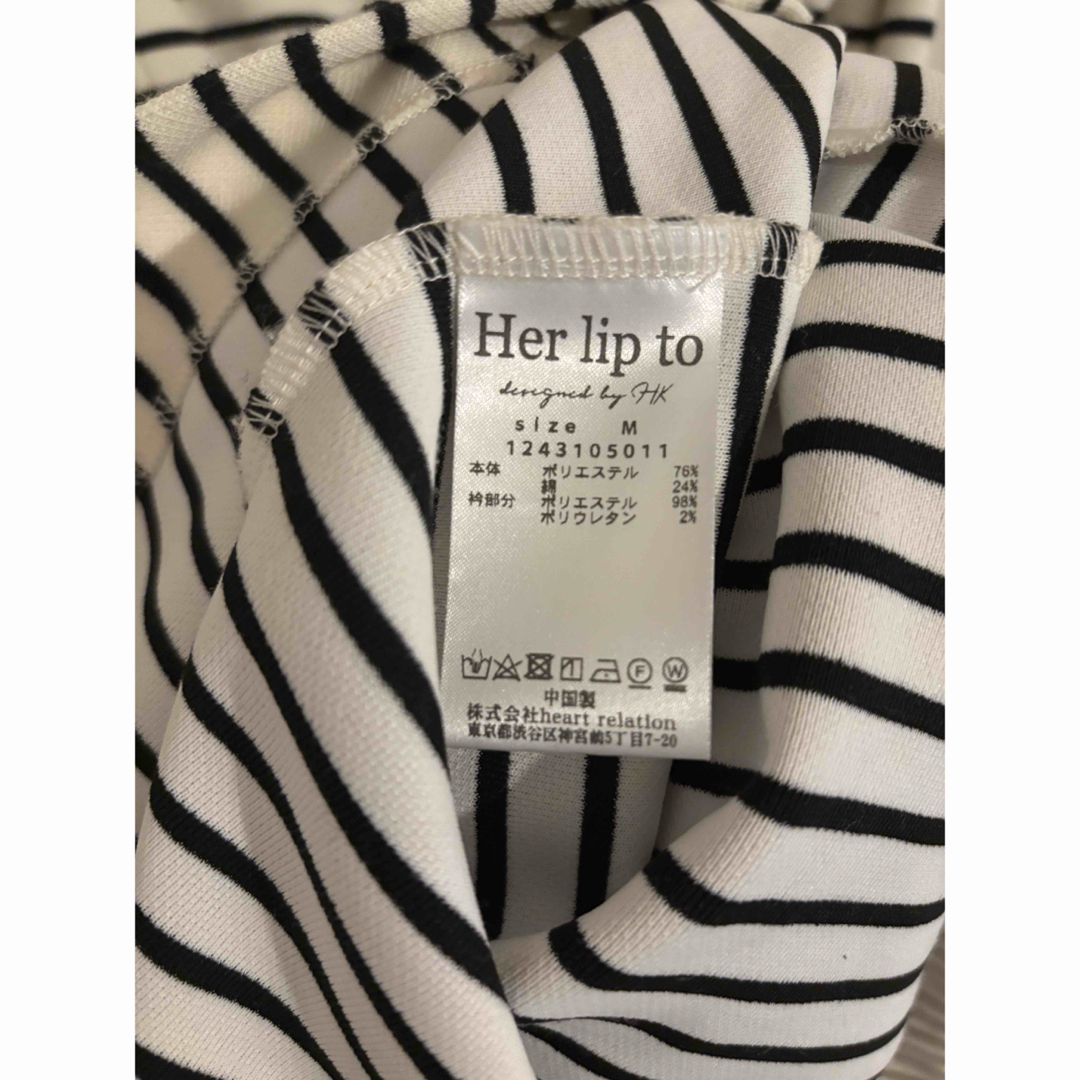 Her lip to
designed by HK
size M
1243105011
本体 ポリエステル 76%
綿 24%
衿部分 ポリエステル 98%
ポリウレタン 2%
F W
中国製
株式会社heart relation
東京都渋谷区神宮前5丁目7-20